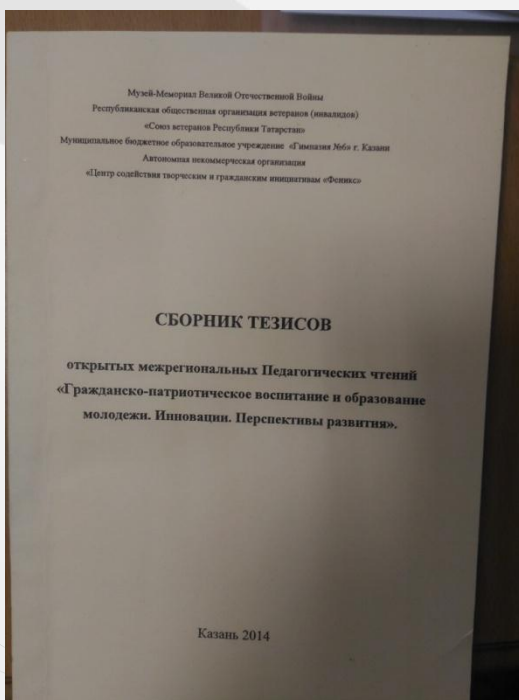 Музей-Мемориал Великой Отечественной Войны
Республиканская общественная организация ветеранов (инвалидов)
«Союз ветеранов Республики Татарстан»
Муниципальное бюджетное образовательное учреждение «Гимназия №6» г. Казани
Автономная некоммерческая организация
«Центр содействия творческим и гражданским инициативам «Феникс»
СБОРНИК ТЕЗИСОВ
открытых межрегиональных Педагогических чтений
«Гражданско-патриотическое воспитание и образование
молодежи. Инновации. Перспективы развития».
Казань 2014